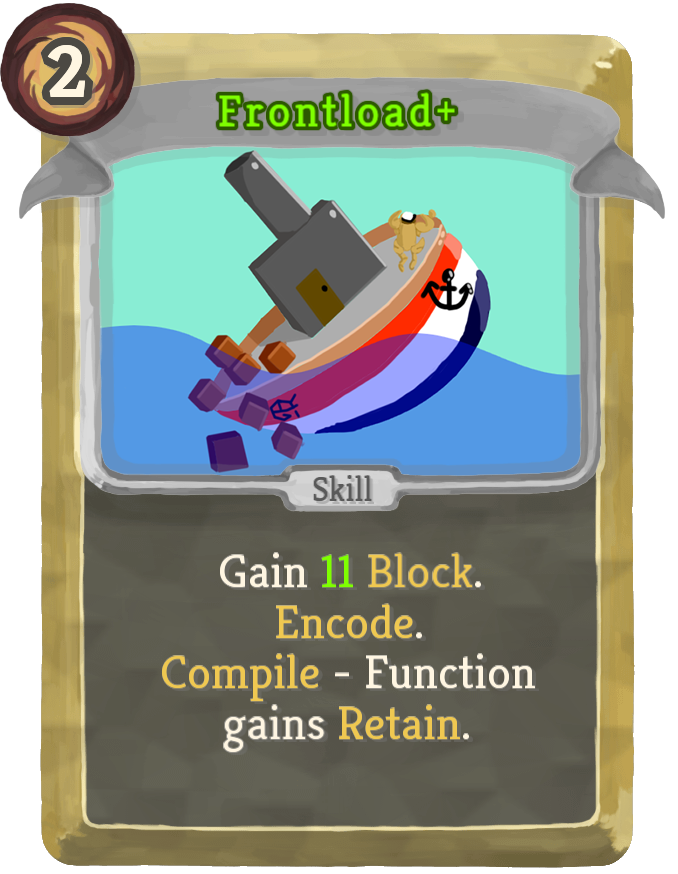 2
Frontload+
Skill
Gain 11 Block.
Encode.
Compile - Function
gains Retain.